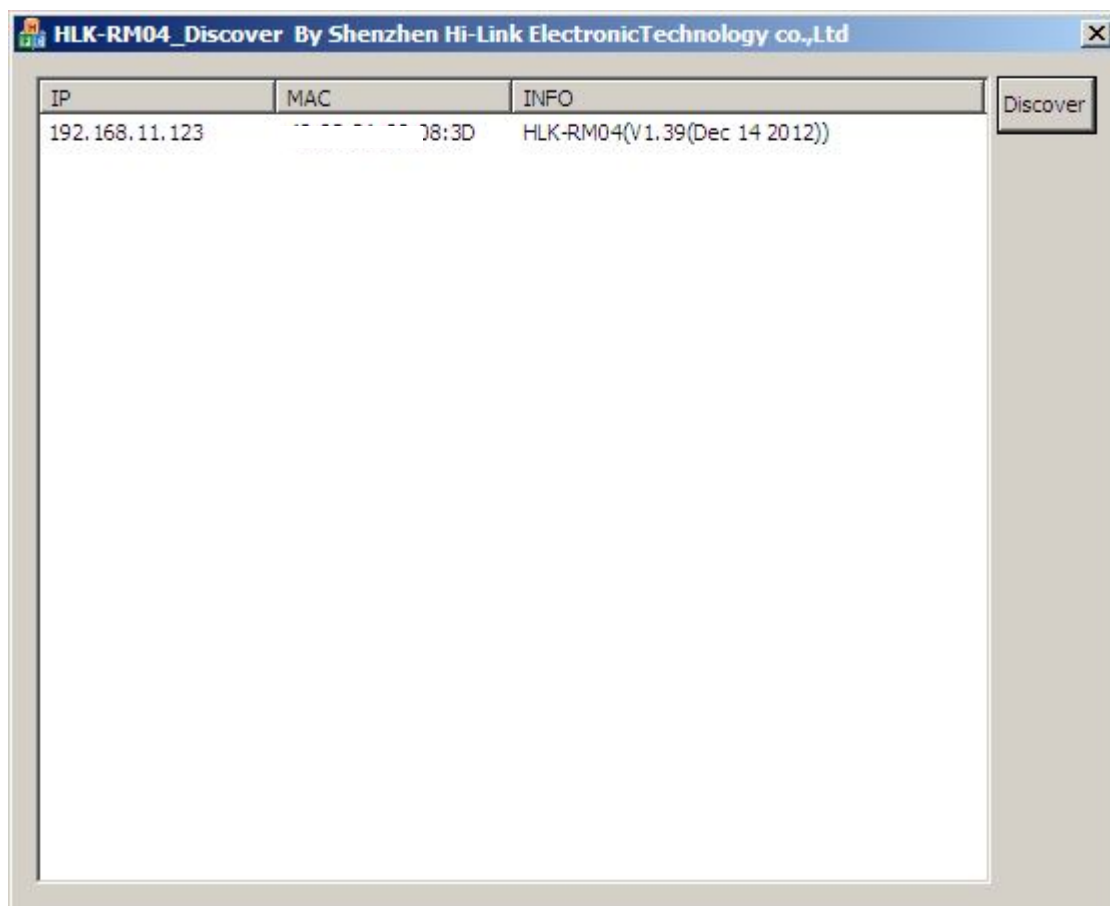 HLK-RM04_Discover By Shenzhen Hi-Link ElectronicTechnology co.,Ltd
IP MAC INFO Discover
192.168.11.123 08:3D HLK-RM04(V1.39(Dec 14 2012))